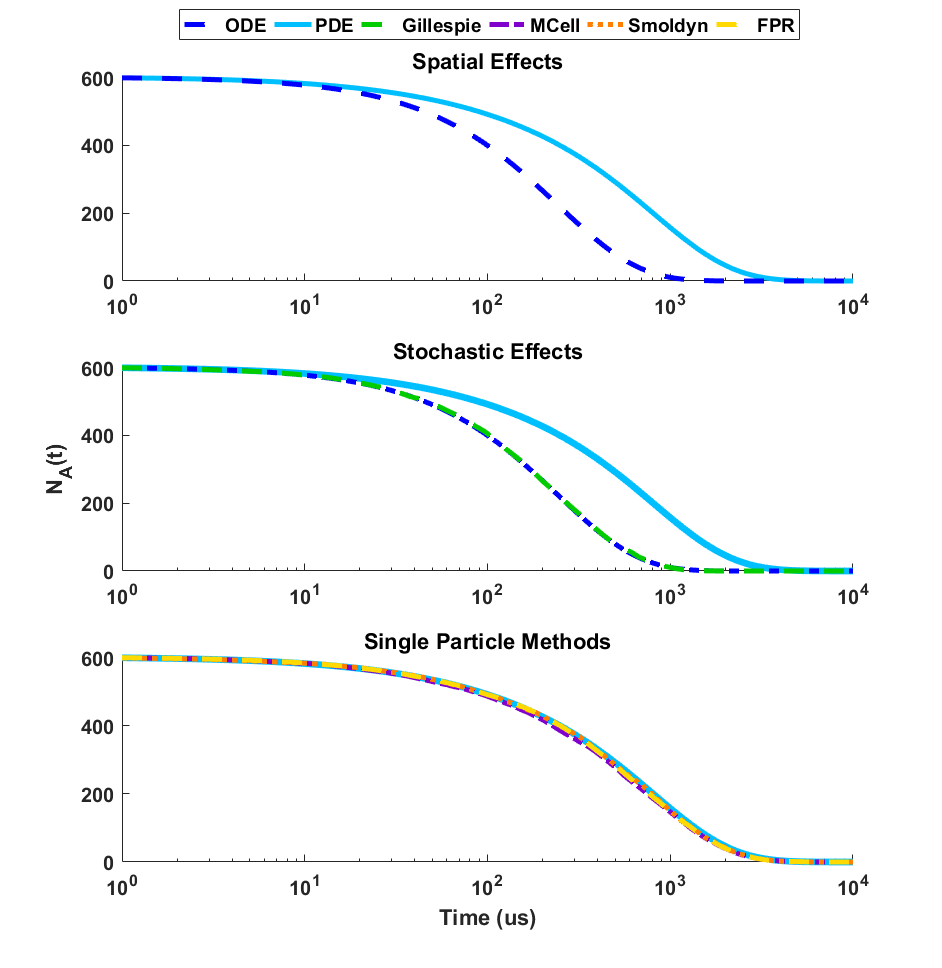 ODE PDE Gillespie MCell Smoldyn FPR
Spatial Effects
600
400
200
0
10^0 10^1 10^2 10^3 10^4
Stochastic Effects
600
400
N_A(t)
200
0
10^0 10^1 10^2 10^3 10^4
Single Particle Methods
600
400
200
0
10^0 10^1 10^2 10^3 10^4
Time (us)